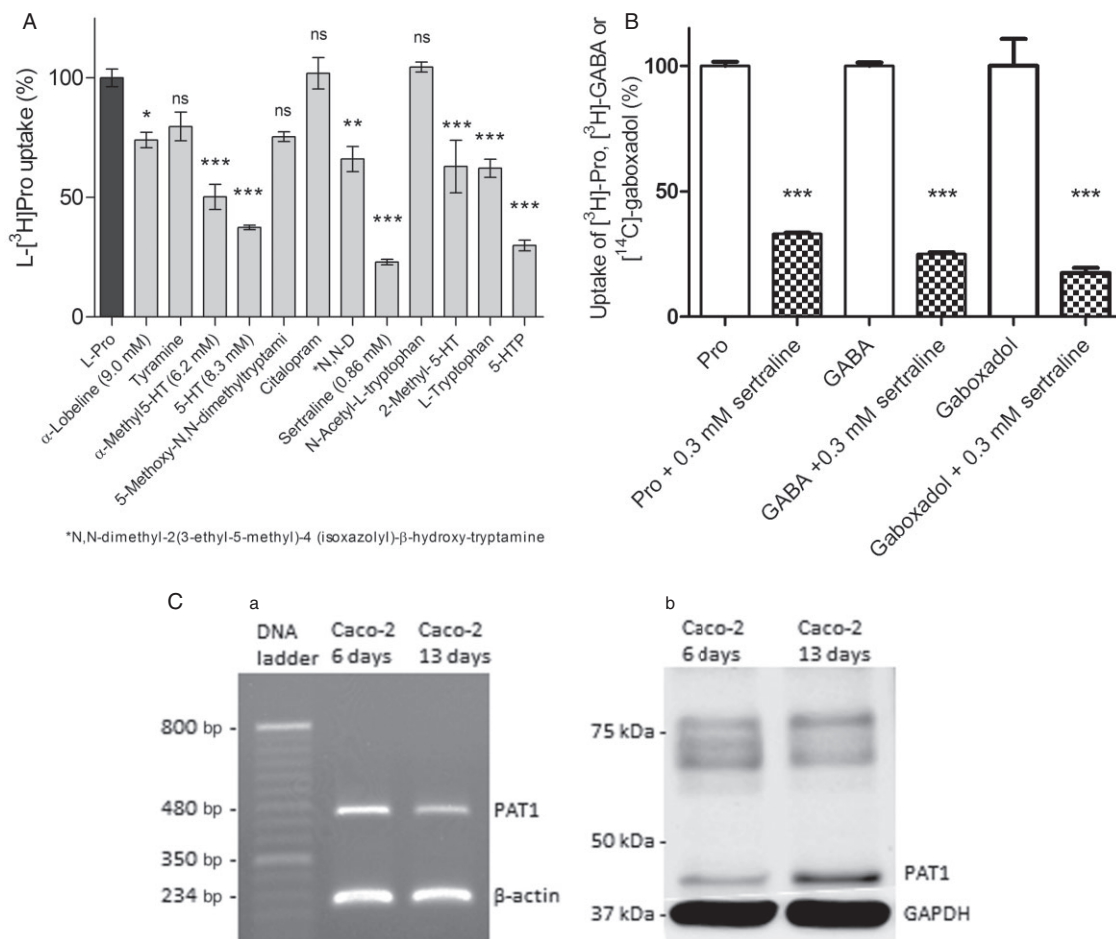 A
L-[³H]Pro uptake (%)
100
50
0
*
ns
***
***
ns
ns
**
***
ns
***
***
***
L-Pro
α-Lobeline (9.0 mM)
Tyramine
α-Methyl 5-HT (6.2 mM)
5-HT (8.3 mM)
5-Methoxy-N,N-dimethyltryptami
Citalopram
*N,N-D
Sertraline (0.86 mM)
N-Acetyl-L-tryptophan
2-Methyl-5-HT
L-Tryptophan
5-HTP
*N,N-dimethyl-2(3-ethyl-5-methyl)-4 (isoxazolyl)-β-hydroxy-tryptamine
B
Uptake of [³H]-Pro, [³H]-GABA or
[¹⁴C]-gaboxadol (%)
100
50
0
***
***
***
Pro
Pro + 0.3 mM sertraline
GABA
GABA +0.3 mM sertraline
Gaboxadol
Gaboxadol + 0.3 mM sertraline
C
a
DNA
ladder
Caco-2
6 days
Caco-2
13 days
800 bp -
480 bp -
350 bp -
234 bp -
PAT1
β-actin
b
Caco-2
6 days
Caco-2
13 days
75 kDa -
50 kDa -
37 kDa -
PAT1
GAPDH